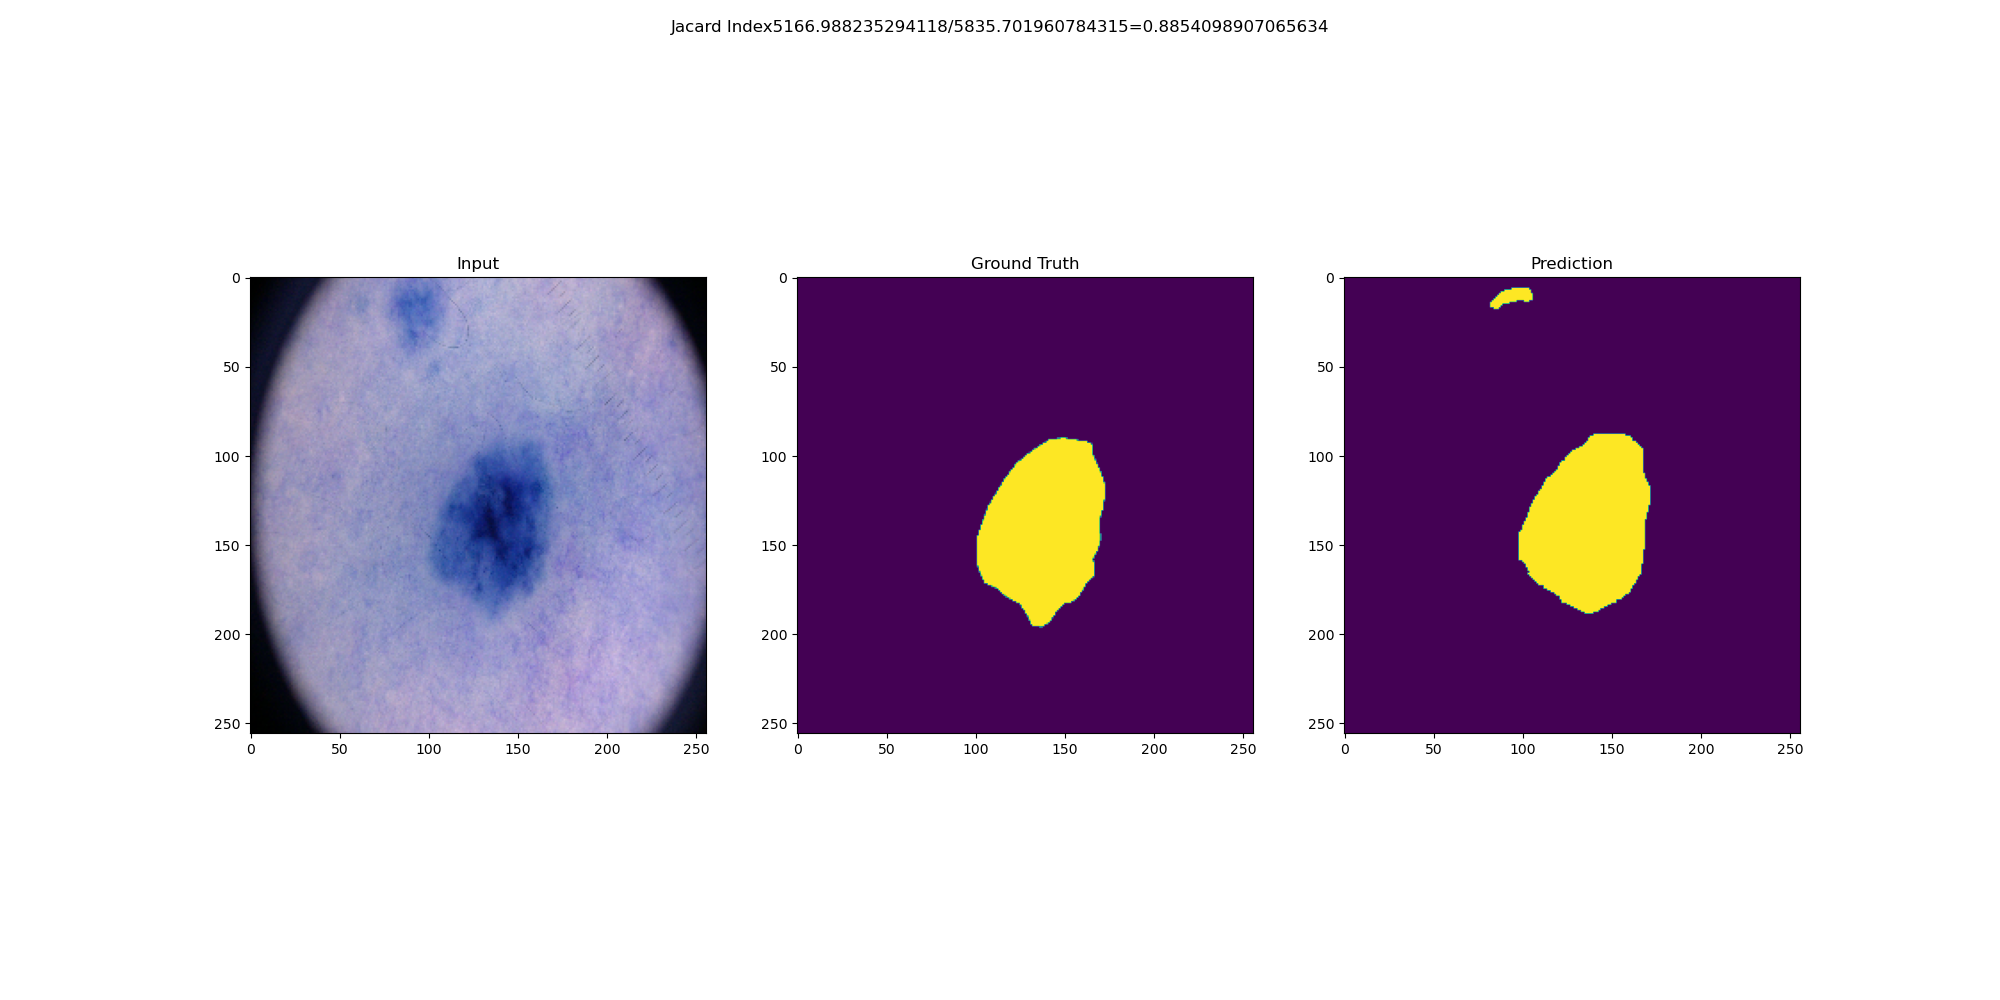 Jacard Index5166.988235294118/5835.701960784315=0.8854098907065634
Input
Ground Truth
Prediction
0
50
100
150
200
250
0
50
100
150
200
250
0
50
100
150
200
250
0 50 100 150 200 250
0 50 100 150 200 250
0 50 100 150 200 250